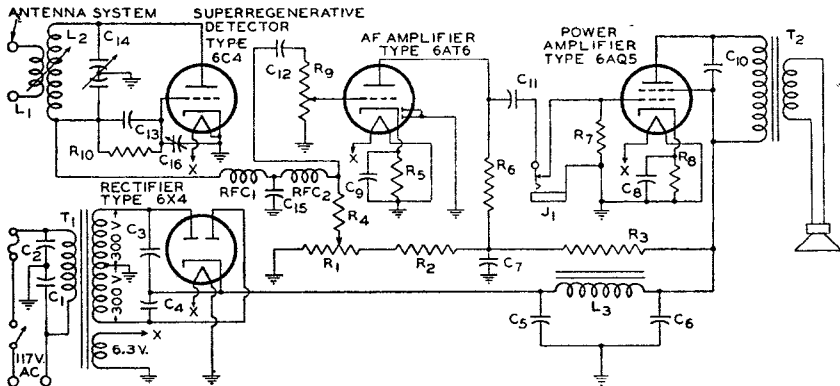 ANTENNA SYSTEM
SUPERREGENERATIVE
DETECTOR
TYPE
6C4
AF AMPLIFIER
TYPE 6AT6
POWER
AMPLIFIER
TYPE 6AQ5
T2
L2
C14
C12
R9
C11
C10
L1
C13
R10
C16
X
X
C9
R5
R6
R7
J1
X
C8
R8
RFC1
RFC2
C15
R4
RECTIFIER
TYPE 6X4
T1
C2
C1
300 V
300 V
C3
C4
X
R1
R2
C7
R3
L3
C5
C6
X
6.3 V.
117V.
AC